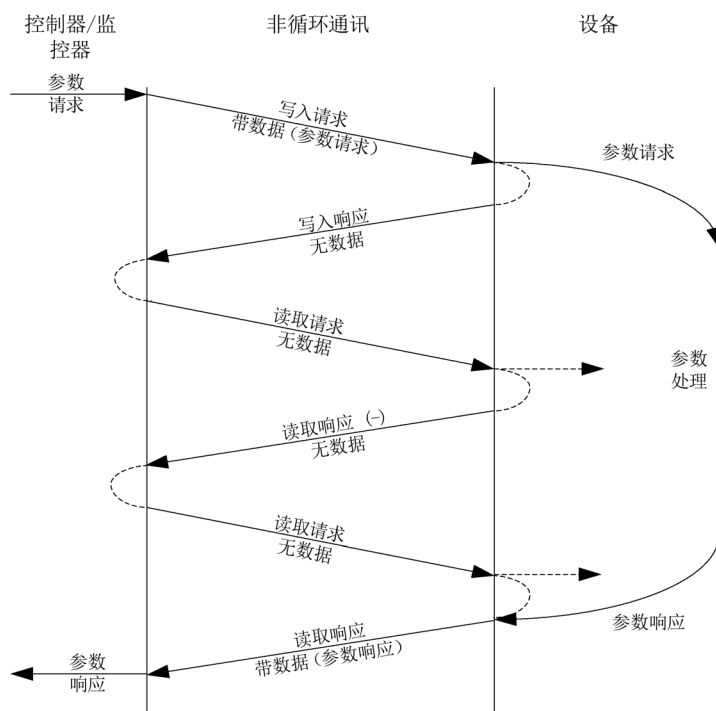 控制器/监
控器
非循环通讯
设备
参数
请求
写入请求
带数据(参数请求)
参数请求
写入响应
无数据
读取请求
无数据
参数
处理
读取响应 (-)
无数据
读取请求
无数据
参数响应
读取响应
带数据(参数响应)
参数
响应